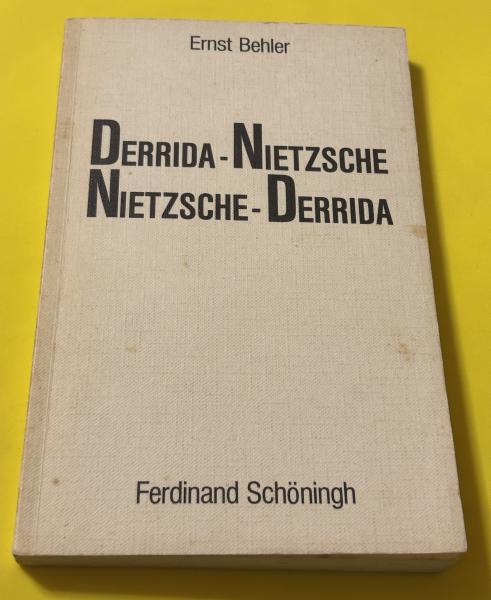 Ernst Behler
DERRIDA-NIETZSCHE
NIETZSCHE-DERRIDA
Ferdinand Schöningh